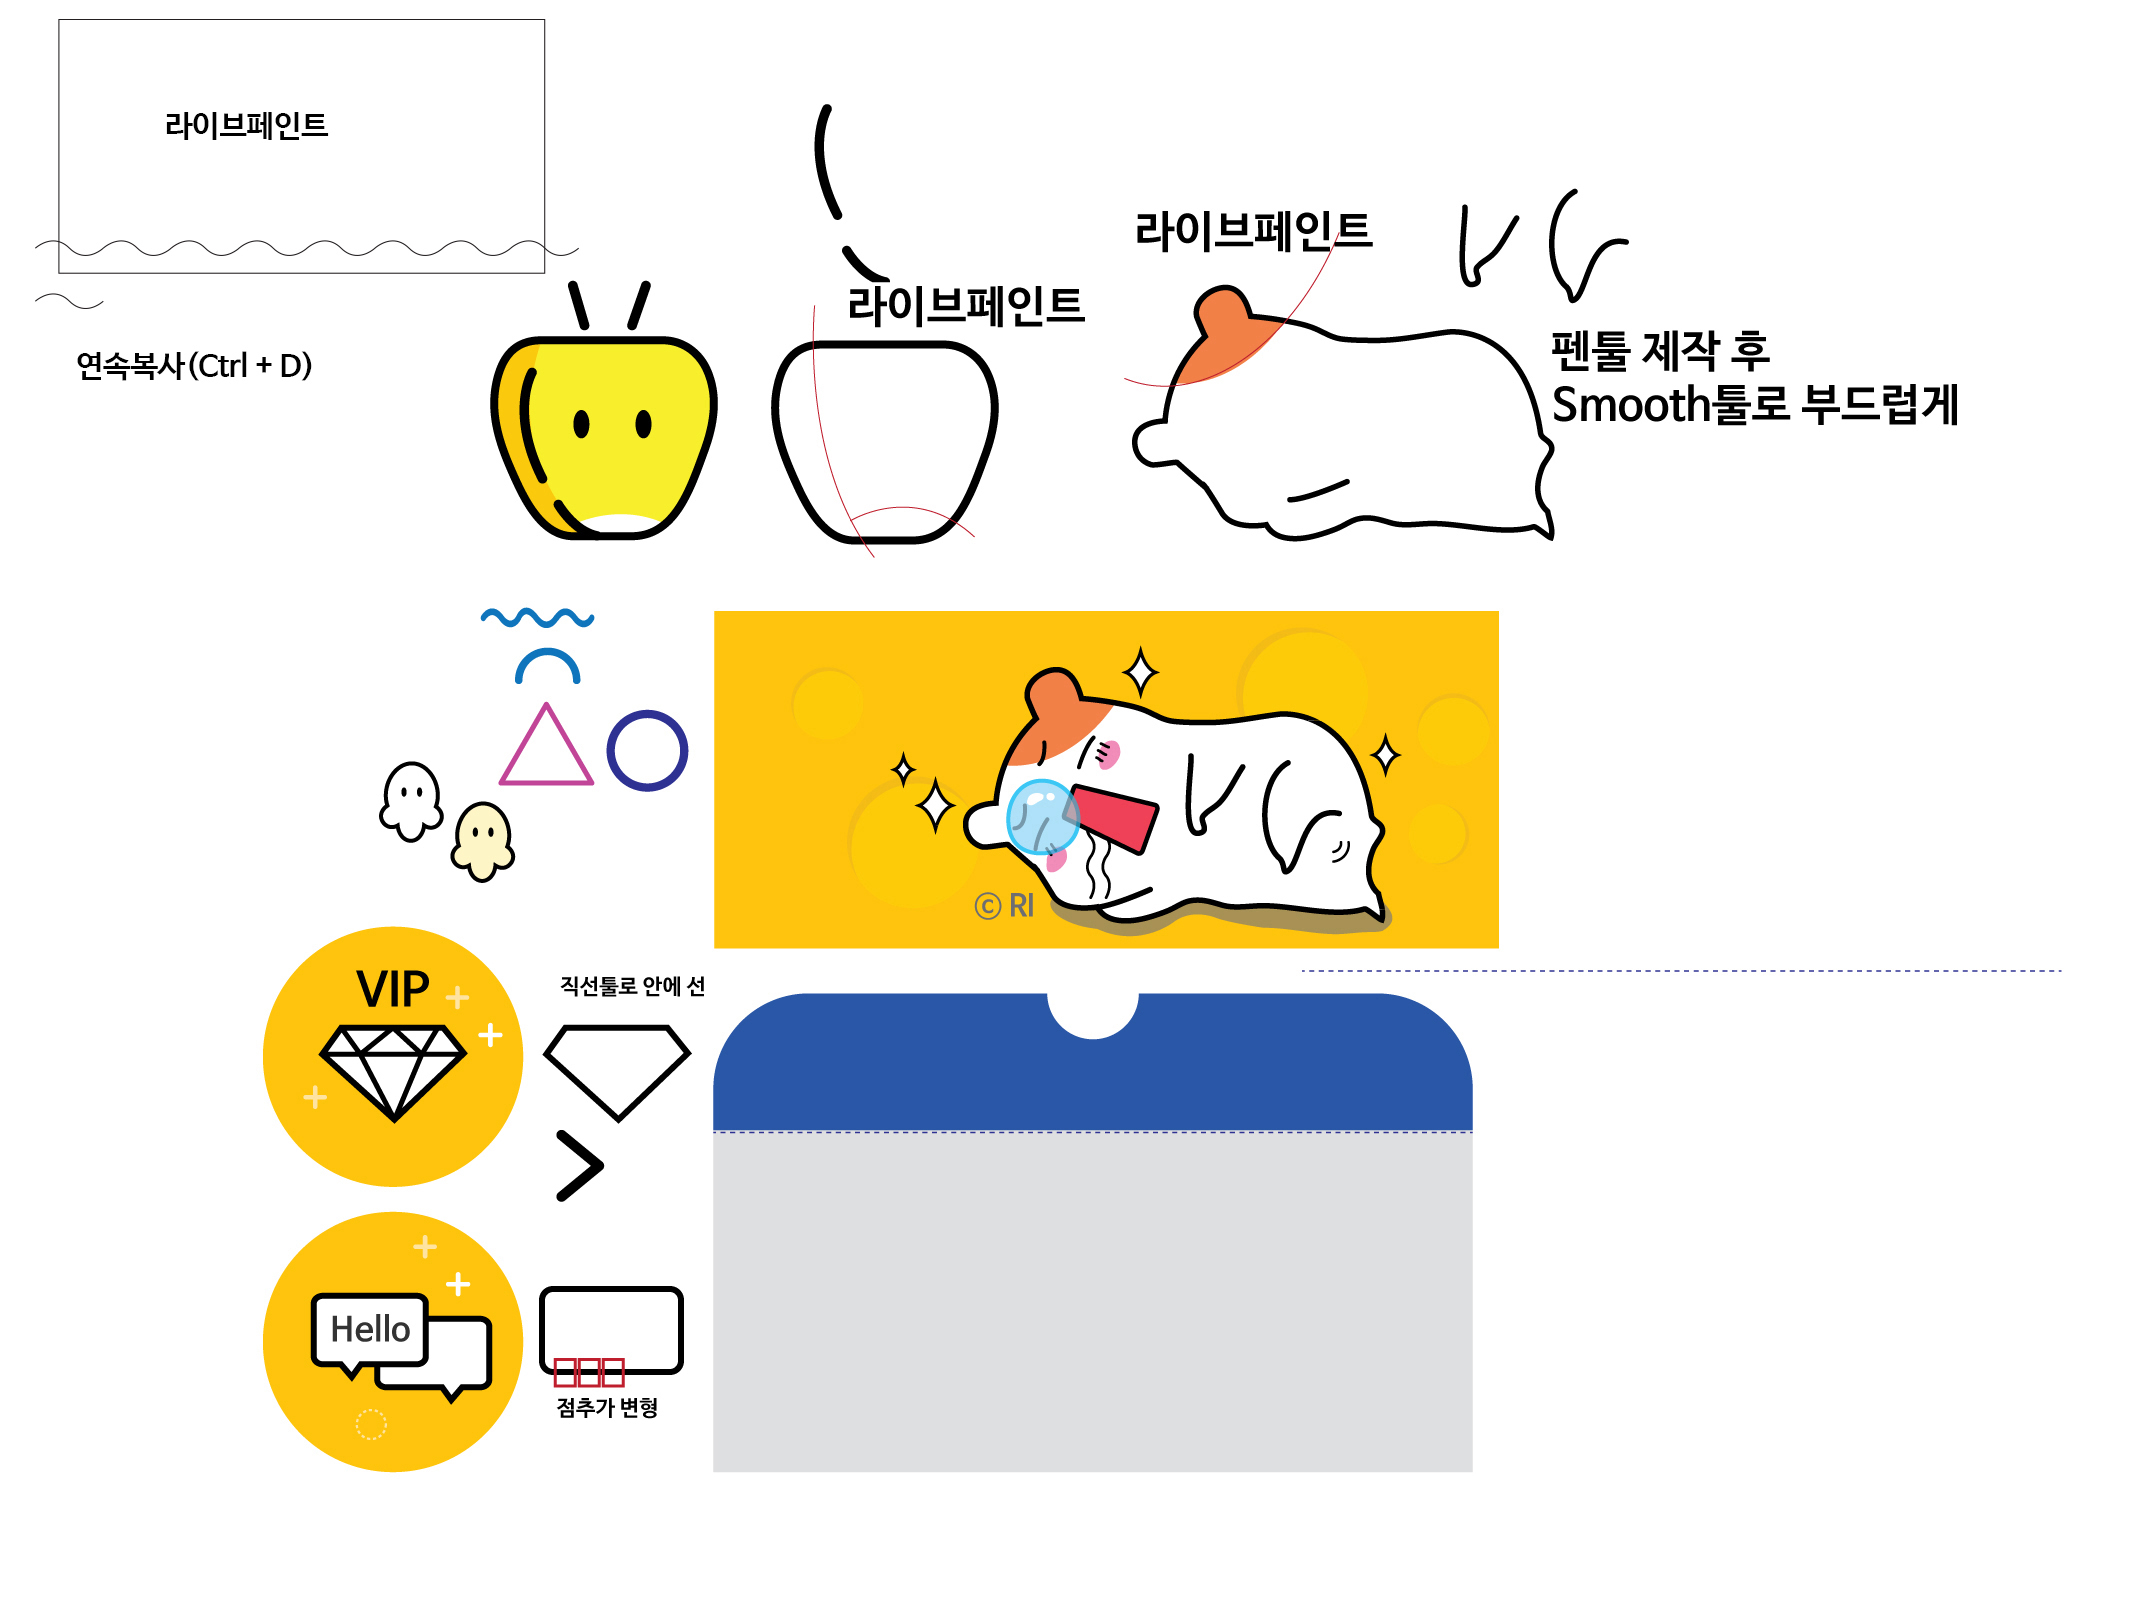 라이브페인트
연속복사(Ctrl + D)
라이브페인트
라이브페인트
펜툴 제작 후
Smooth툴로 부드럽게
© RI
VIP
직선툴로 안에 선
Hello
점추가 변형